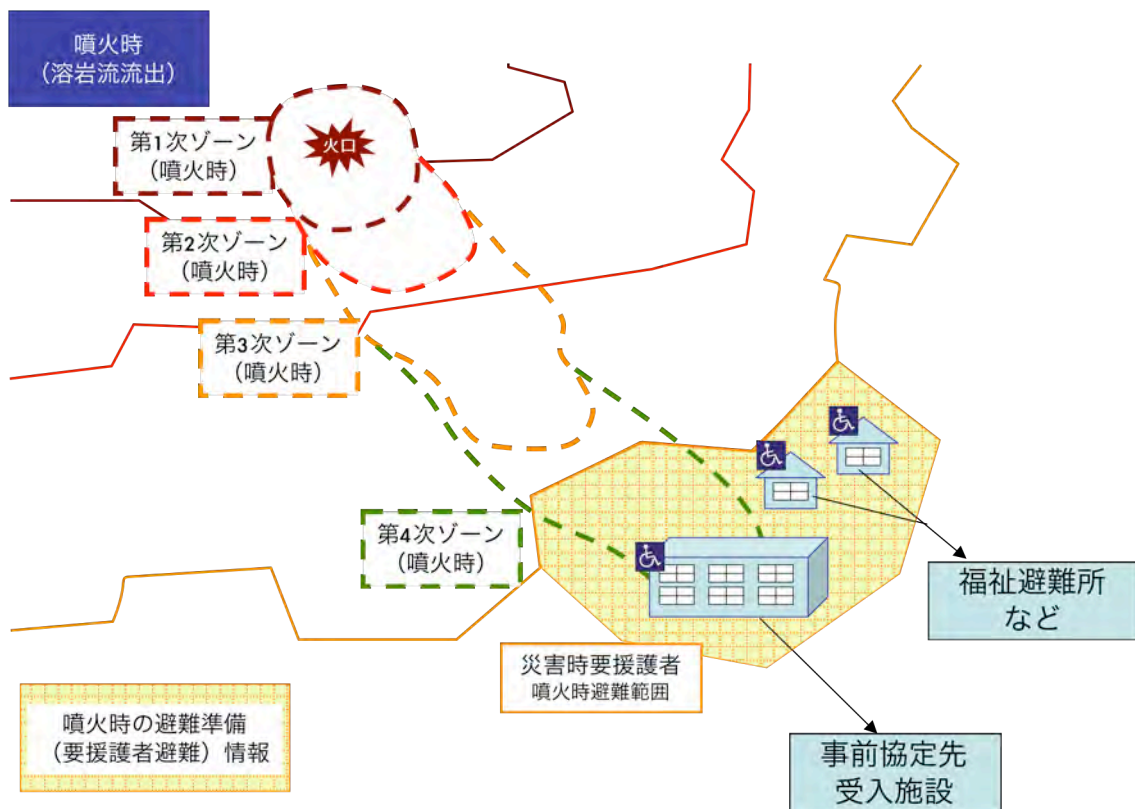 噴火時
（溶岩流流出）
第1次ゾーン
（噴火時）
火口
第2次ゾーン
（噴火時）
第3次ゾーン
（噴火時）
第4次ゾーン
（噴火時）
福祉避難所
など
災害時要援護者
噴火時避難範囲
噴火時の避難準備
（要援護者避難）情報
事前協定先
受入施設